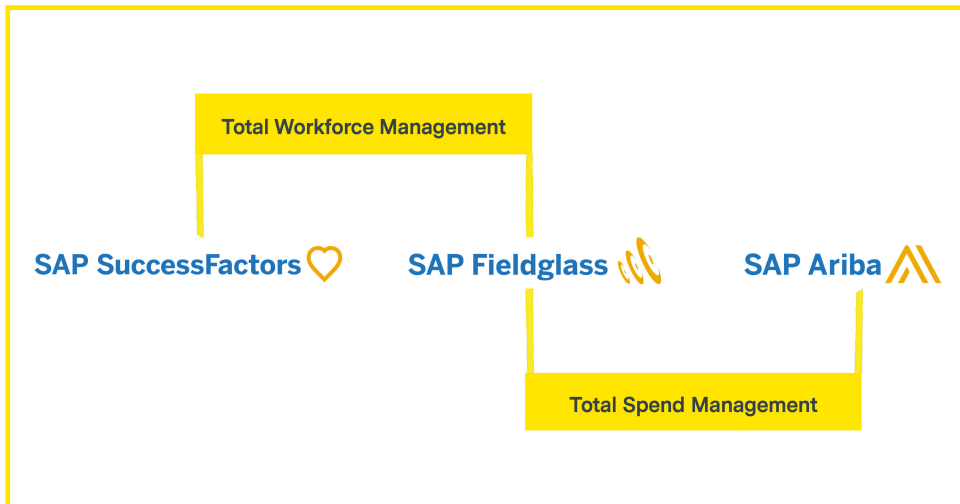 Total Workforce Management
SAP SuccessFactors
SAP Fieldglass
SAP Ariba
Total Spend Management